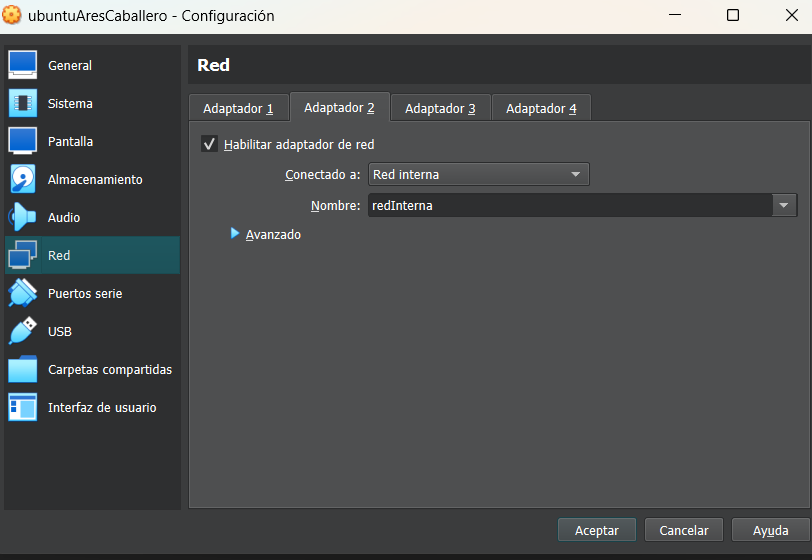 ubuntuAresCaballero - Configuración
General
Sistema
Pantalla
Almacenamiento
Audio
Red
Puertos serie
USB
Carpetas compartidas
Interfaz de usuario
Red
Adaptador 1 Adaptador 2 Adaptador 3 Adaptador 4
Habilitar adaptador de red
Conectado a: Red interna
Nombre: redInterna
Avanzado
Aceptar Cancelar Ayuda